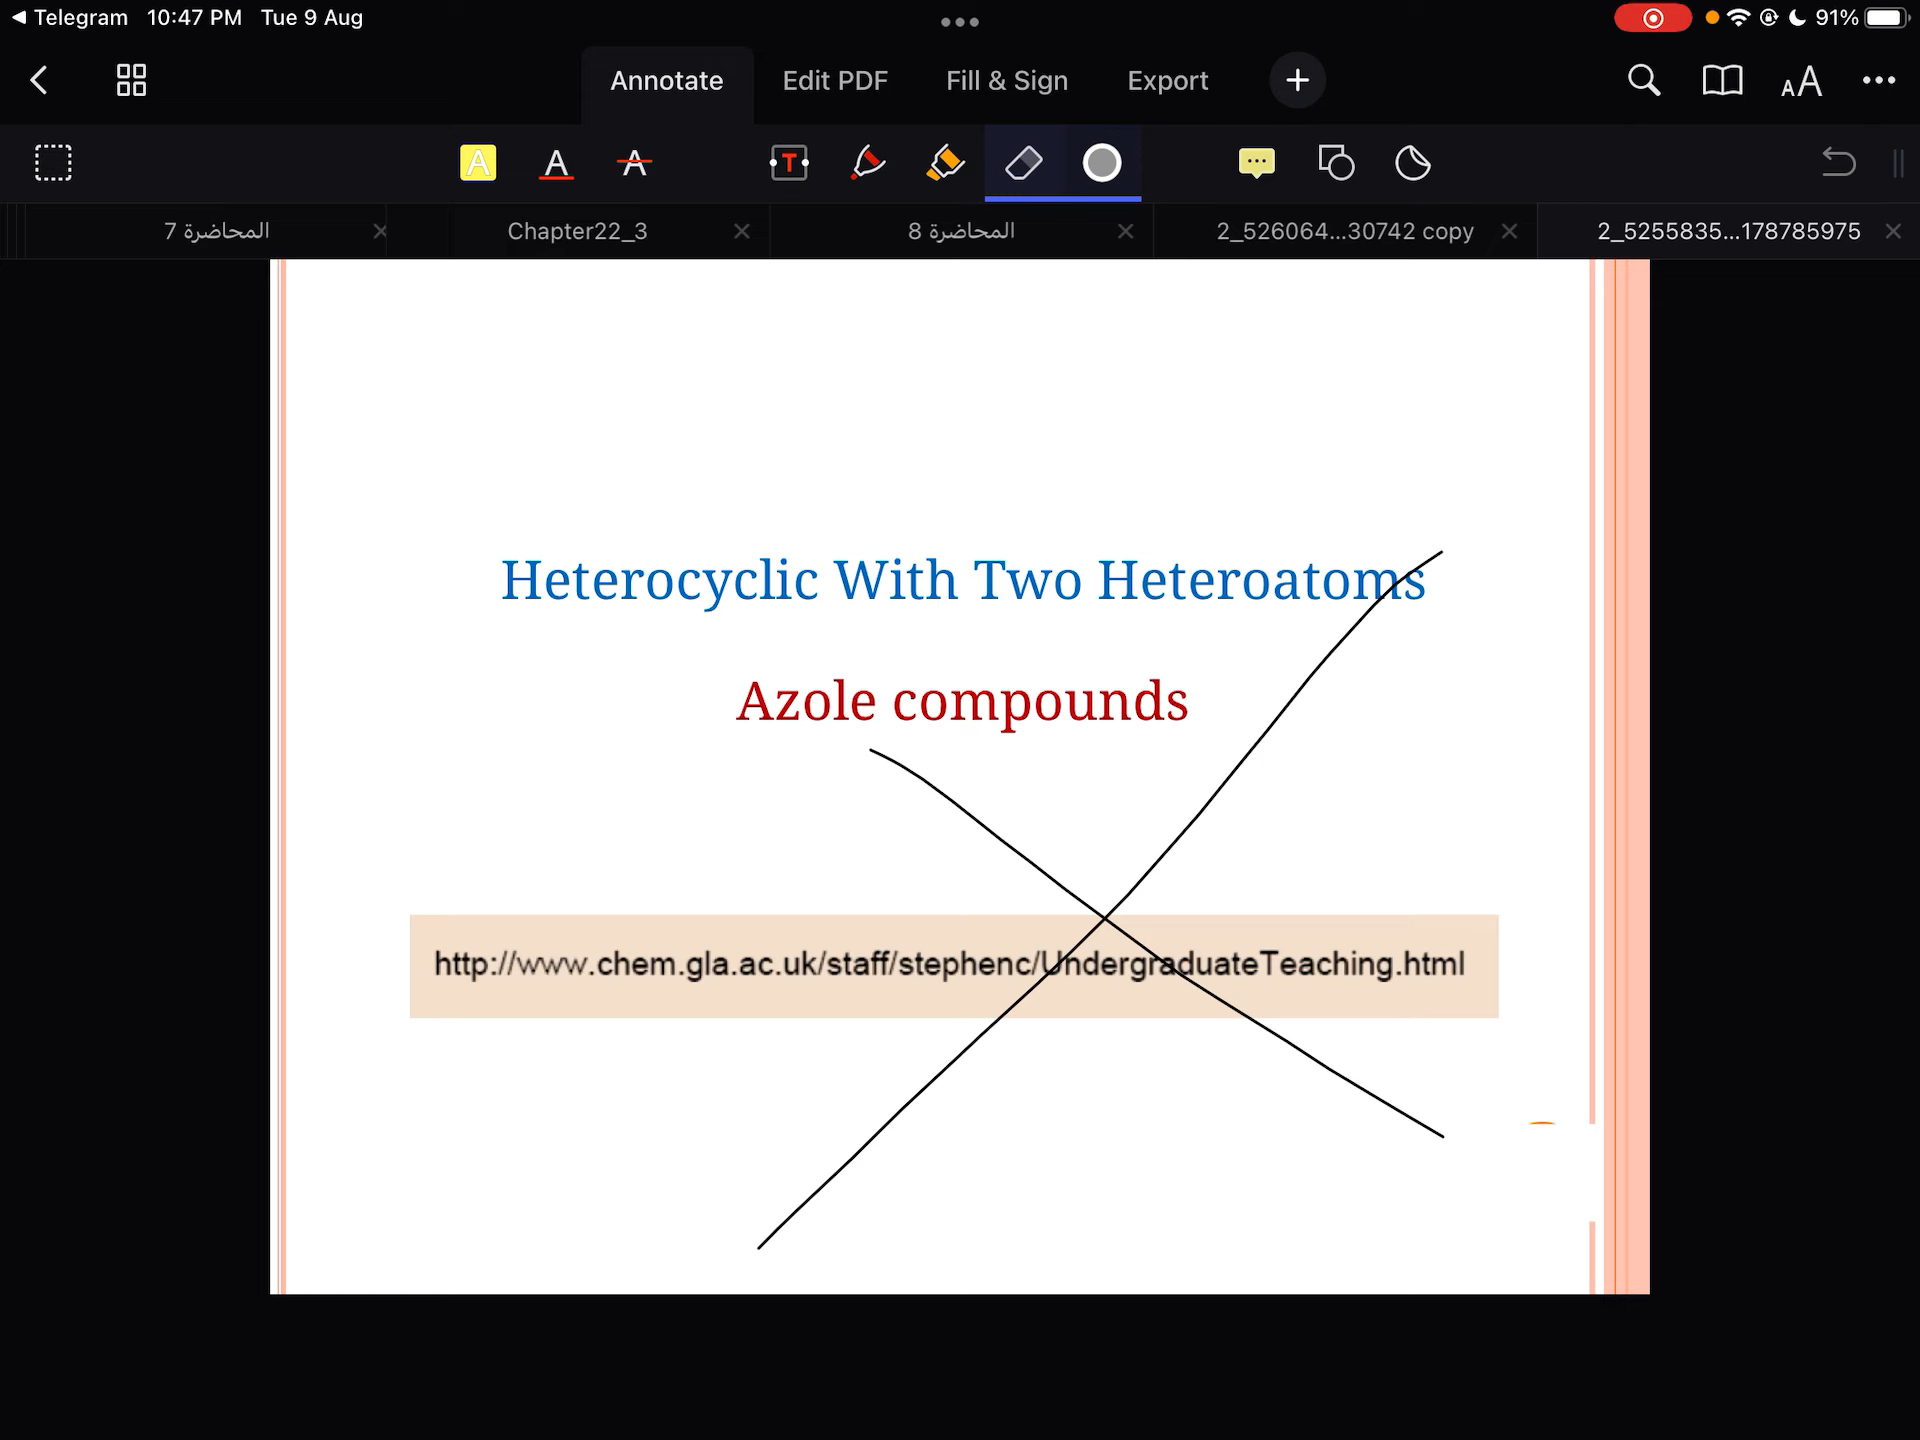 Telegram 10:47 PM Tue 9 Aug 91%
Annotate Edit PDF Fill & Sign Export AA
A A A T
المحاضرة 7 Chapter22_3 المحاضرة 8 2_526064...30742 copy 2_5255835...178785975
Heterocyclic With Two Heteroatoms
Azole compounds
http://www.chem.gla.ac.uk/staff/stephenc/UndergraduateTeaching.html